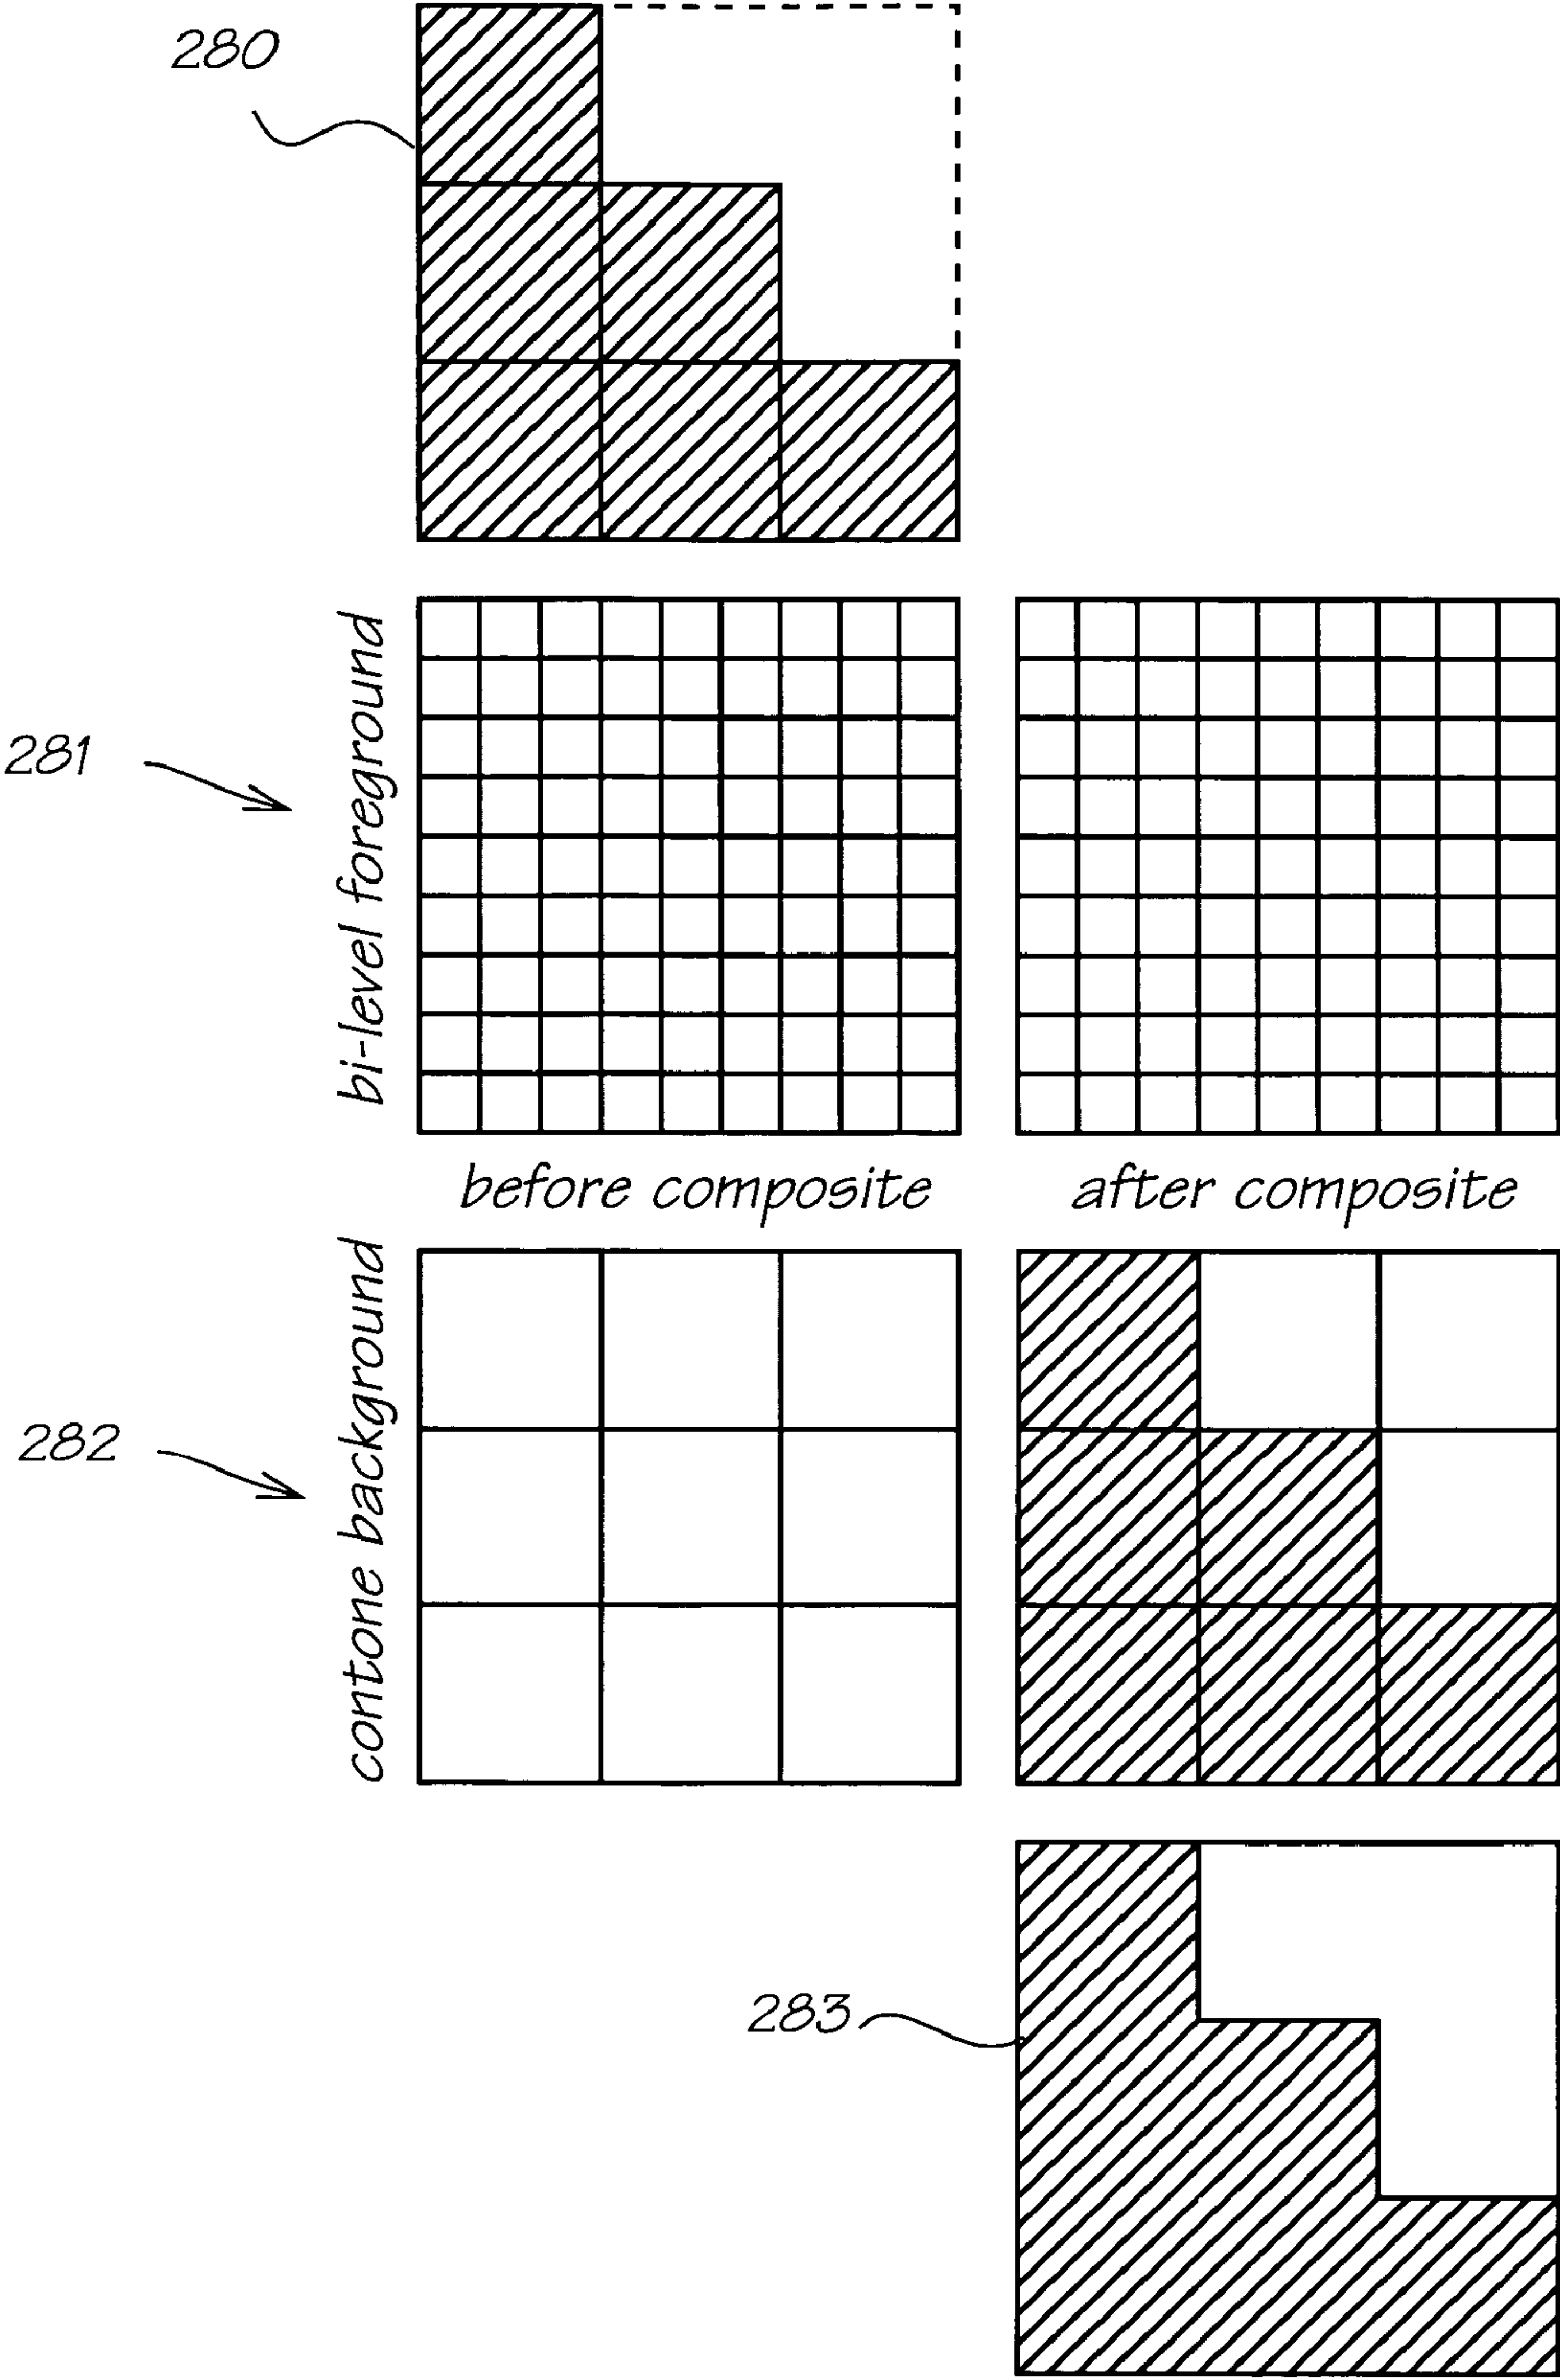 280
bi-level foreground
281
before composite
after composite
contone background
282
283